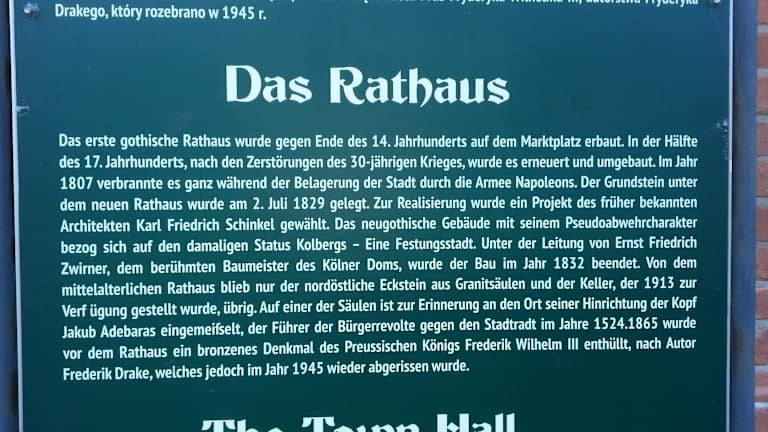 Drakego, który rozebrano w 1945 r.
Das Rathaus
Das erste gothische Rathaus wurde gegen Ende des 14. Jahrhunderts auf dem Marktplatz erbaut. In der Hälfte
des 17. Jahrhunderts, nach den Zerstörungen des 30-jährigen Krieges, wurde es erneuert und umgebaut. Im Jahr
1807 verbrannte es ganz während der Belagerung der Stadt durch die Armee Napoleons. Der Grundstein unter
dem neuen Rathaus wurde am 2. Juli 1829 gelegt. Zur Realisierung wurde ein Projekt des früher bekannten
Architekten Karl Friedrich Schinkel gewählt. Das neugothische Gebäude mit seinem Pseudoabwehrcharakter
bezog sich auf den damaligen Status Kolbergs – Eine Festungsstadt. Unter der Leitung von Ernst Friedrich
Zwirner, dem berühmten Baumeister des Kölner Doms, wurde der Bau im Jahr 1832 beendet. Von dem
mittelalterlichen Rathaus blieb nur der nordöstliche Eckstein aus Granitsäulen und der Keller, der 1913 zur
Verf ügung gestellt wurde, übrig. Auf einer der Säulen ist zur Erinnerung an den Ort seiner Hinrichtung der Kopf
Jakub Adebaras eingemeißelt, der Führer der Bürgerrevolte gegen den Stadtradt im Jahre 1524.1865 wurde
vor dem Rathaus ein bronzenes Denkmal des Preussischen Königs Frederik Wilhelm III enthüllt, nach Autor
Frederik Drake, welches jedoch im Jahr 1945 wieder abgerissen wurde.
The Town Hall